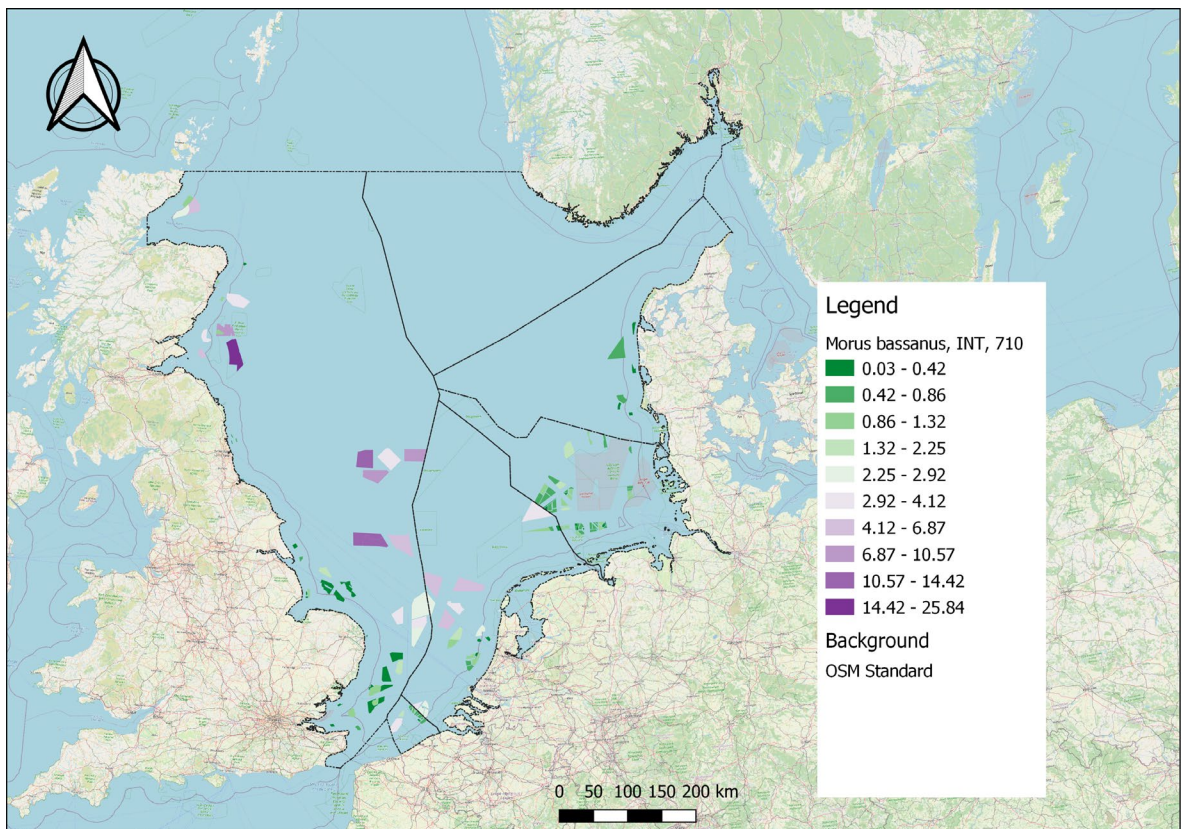 Legend
Morus bassanus, INT, 710
0.03 - 0.42
0.42 - 0.86
0.86 - 1.32
1.32 - 2.25
2.25 - 2.92
2.92 - 4.12
4.12 - 6.87
6.87 - 10.57
10.57 - 14.42
14.42 - 25.84
Background
OSM Standard
0 50 100 150 200 km